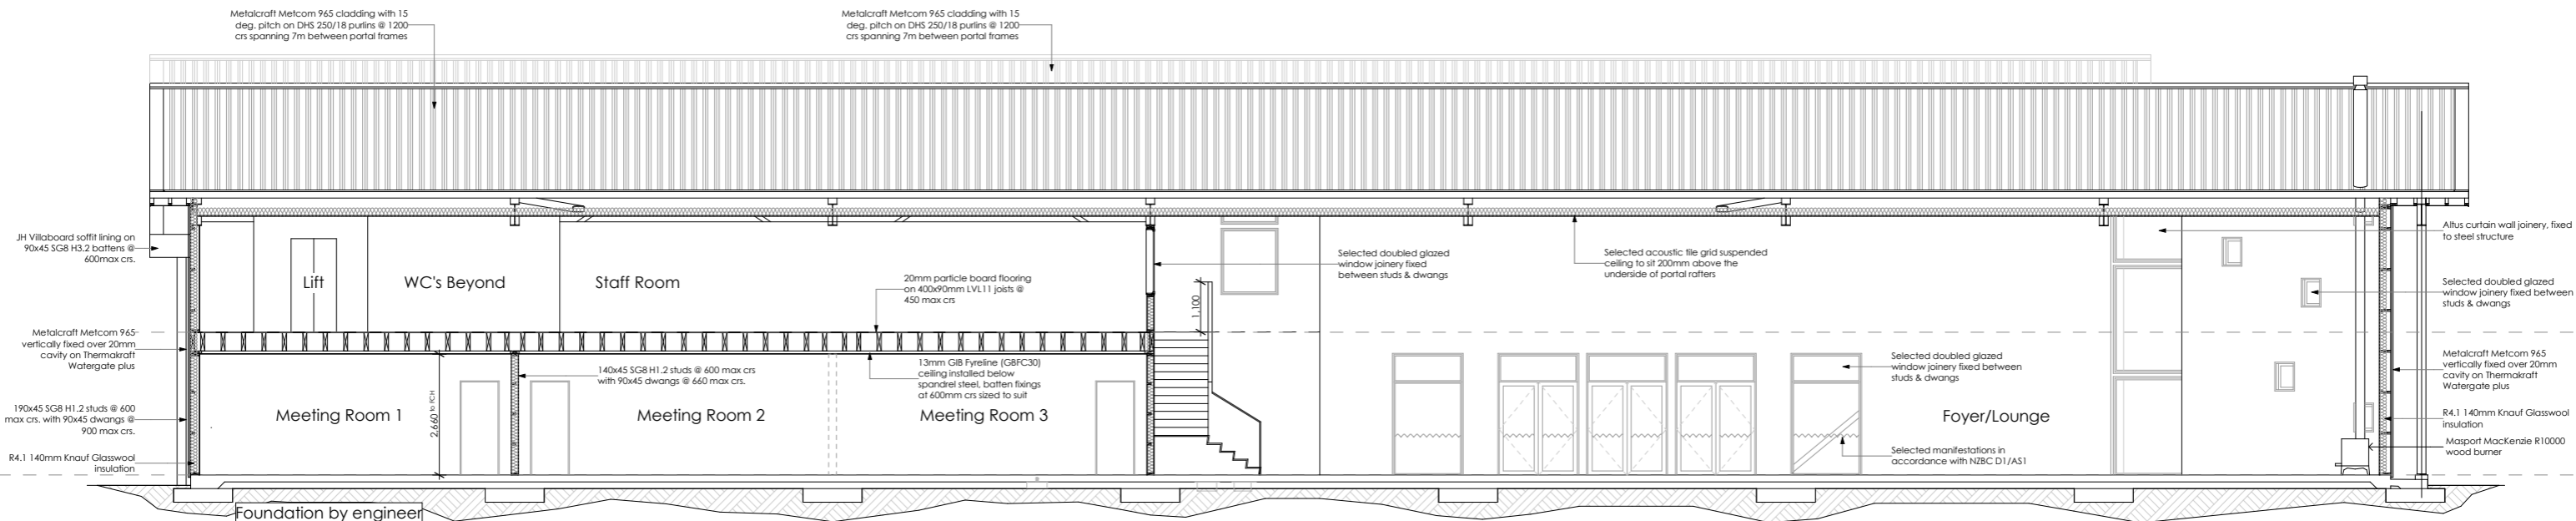 Metalcraft Metcom 965 cladding with 15
deg. pitch on DHS 250/18 purlins @ 1200
crs spanning 7m between portal frames
Metalcraft Metcom 965 cladding with 15
deg. pitch on DHS 250/18 purlins @ 1200
crs spanning 7m between portal frames
JH Villaboard soffit lining on
90x45 SG8 H3.2 battens @
600max crs.
Metalcraft Metcom 965
vertically fixed over 20mm
cavity on Thermakraft
Watergate plus
190x45 SG8 H1.2 studs @ 600
max crs. with 90x45 dwangs @
900 max crs.
R4.1 140mm Knauf Glasswool
insulation
Lift
WC's Beyond
Staff Room
20mm particle board flooring
on 400x90mm LVL11 joists @
450 max crs
Meeting Room 1
2,660 to FCH
140x45 SG8 H1.2 studs @ 600 max crs
with 90x45 dwangs @ 660 max crs.
Meeting Room 2
13mm GIB Fyreline (GBFC30)
ceiling installed below
spandrel steel, batten fixings
at 600mm crs sized to suit
Meeting Room 3
1,100
Selected doubled glazed
window joinery fixed
between studs & dwangs
Selected acoustic tile grid suspended
ceiling to sit 200mm above the
underside of portal rafters
Selected doubled glazed
window joinery fixed between
studs & dwangs
Foyer/Lounge
Selected manifestations in
accordance with NZBC D1/AS1
Altus curtain wall joinery, fixed
to steel structure
Selected doubled glazed
window joinery fixed between
studs & dwangs
Metalcraft Metcom 965
vertically fixed over 20mm
cavity on Thermakraft
Watergate plus
R4.1 140mm Knauf Glasswool
insulation
Masport MacKenzie R10000
wood burner
Foundation by engineer